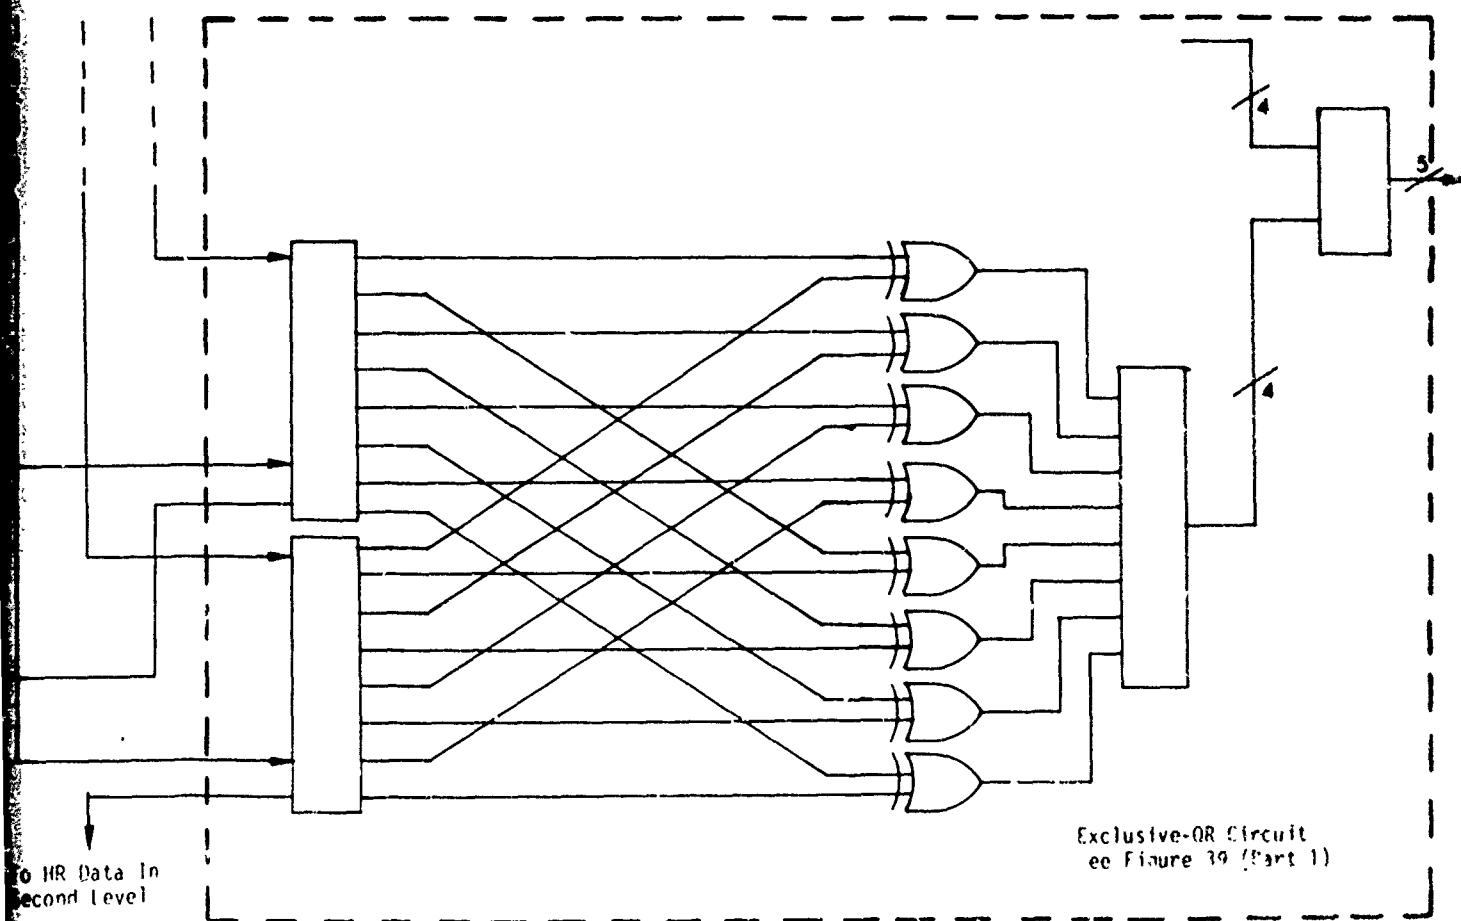 4
5
4
Exclusive-OR Circuit
ee Figure 39 (Part 1)
o HR Data In
econd Level